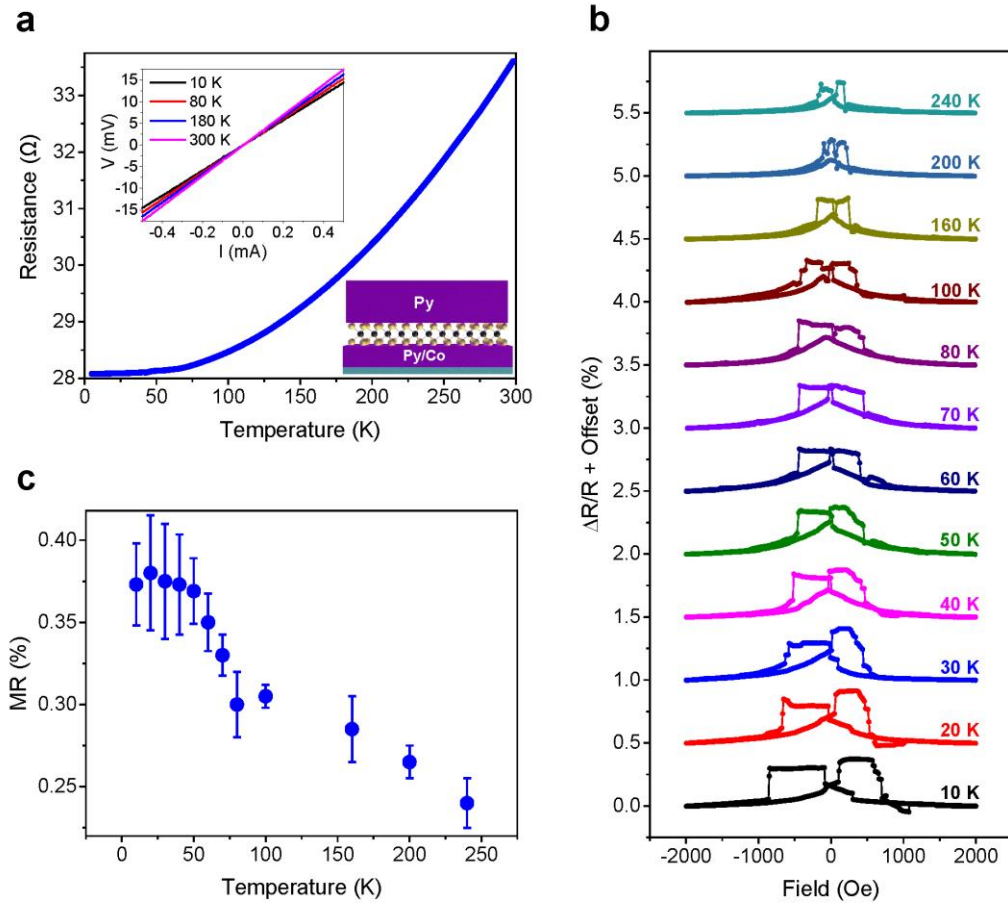 a
Resistance (Ω)
33
32
31
30
29
28
0
50
100
150
200
250
300
Temperature (K)
V (mV)
15
10
5
0
-5
-10
-15
-0.4
-0.2
0.0
0.2
0.4
I (mA)
10 K
80 K
180 K
300 K
Py
Py/Co
b
ΔR/R + Offset (%)
5.5
5.0
4.5
4.0
3.5
3.0
2.5
2.0
1.5
1.0
0.5
0.0
240 K
200 K
160 K
100 K
80 K
70 K
60 K
50 K
40 K
30 K
20 K
10 K
-2000
-1000
0
1000
2000
Field (Oe)
c
MR (%)
0.40
0.35
0.30
0.25
0
50
100
150
200
250
Temperature (K)